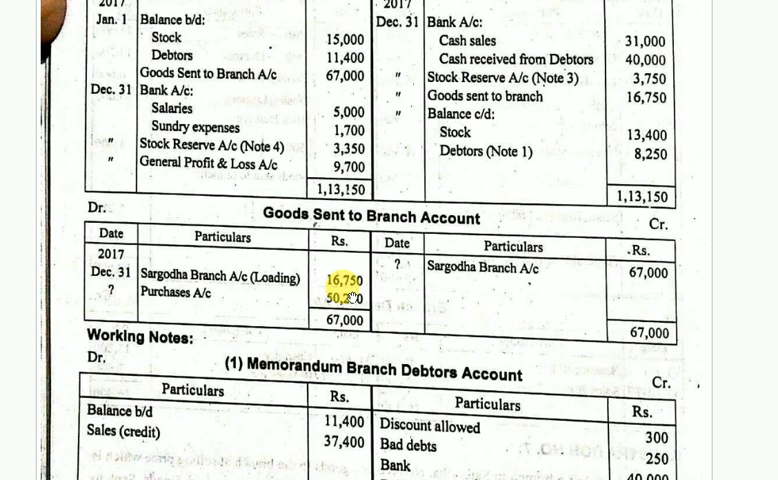 2017 2017
Jan. 1 Balance b/d: Dec. 31 Bank A/c:
Stock 15,000 Cash sales 31,000
Debtors 11,400 Cash received from Debtors 40,000
Goods Sent to Branch A/c 67,000 " Stock Reserve A/c (Note 3) 3,750
Dec. 31 Bank A/c: " Goods sent to branch 16,750
Salaries 5,000 " Balance c/d:
Sundry expenses 1,700 Stock 13,400
" Stock Reserve A/c (Note 4) 3,350 Debtors (Note 1) 8,250
" General Profit & Loss A/c 9,700
1,13,150 1,13,150
Dr. Goods Sent to Branch Account Cr.
Date Particulars Rs. Date Particulars Rs.
2017 ? Sargodha Branch A/c 67,000
Dec. 31 Sargodha Branch A/c (Loading) 16,750
? Purchases A/c
67,000 67,000
Working Notes:
Dr. (1) Memorandum Branch Debtors Account Cr.
Particulars Rs. Particulars Rs.
Balance b/d 11,400 Discount allowed 300
Sales (credit) 37,400 Bad debts 250
Bank 40,000